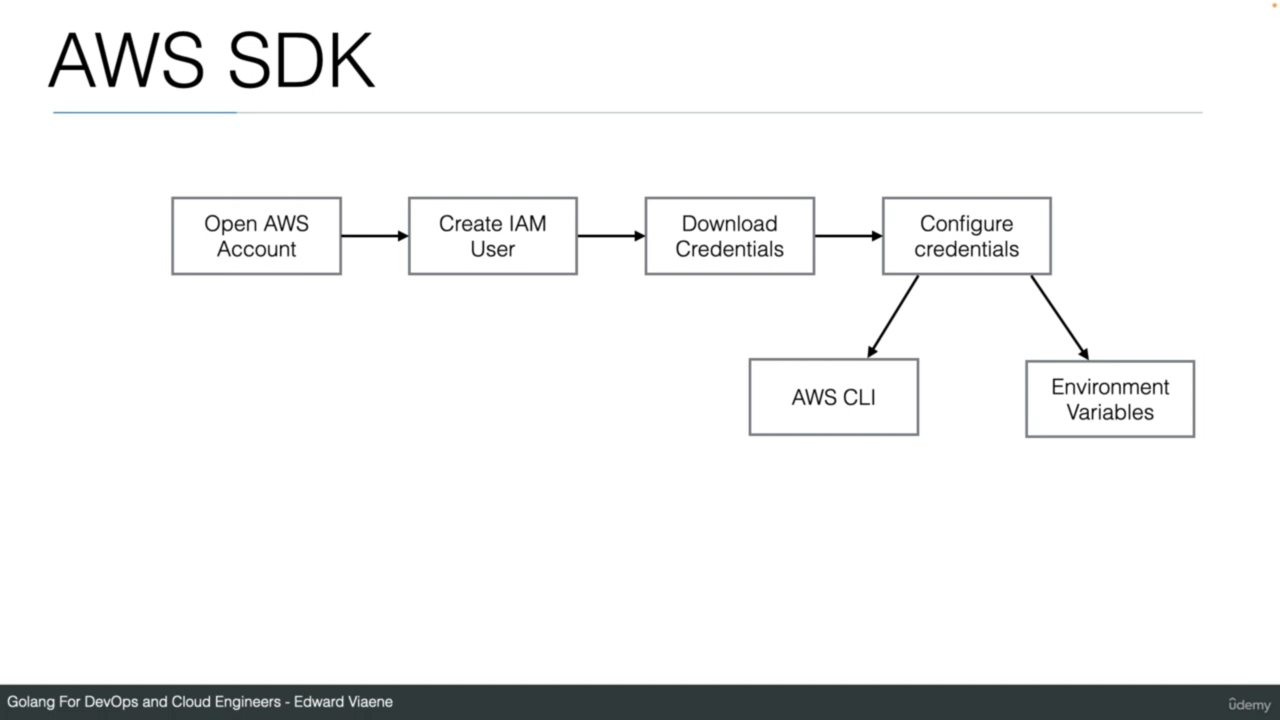 AWS SDK
Open AWS
Account
Create IAM
User
Download
Credentials
Configure
credentials
AWS CLI
Environment
Variables
Golang For DevOps and Cloud Engineers - Edward Viaene
ûdemy